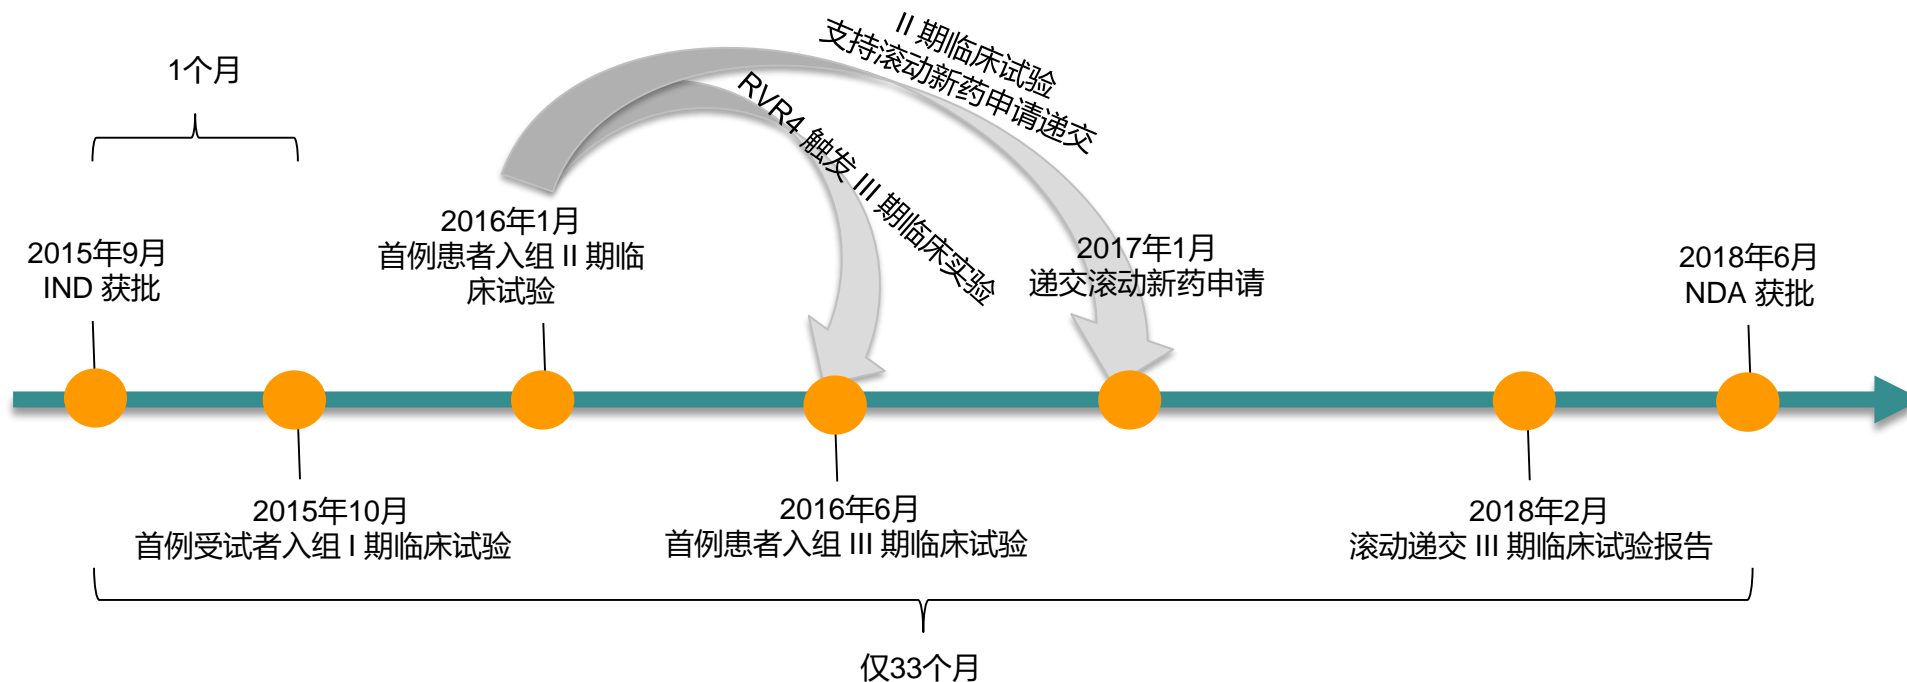 1个月
II 期临床试验
支持滚动新药申请递交
RVR4 触发 III 期临床实验
2015年9月
IND 获批
2016年1月
首例患者入组 II 期临
床试验
2017年1月
递交滚动新药申请
2018年6月
NDA 获批
2015年10月
首例受试者入组 I 期临床试验
2016年6月
首例患者入组 III 期临床试验
2018年2月
滚动递交 III 期临床试验报告
仅33个月